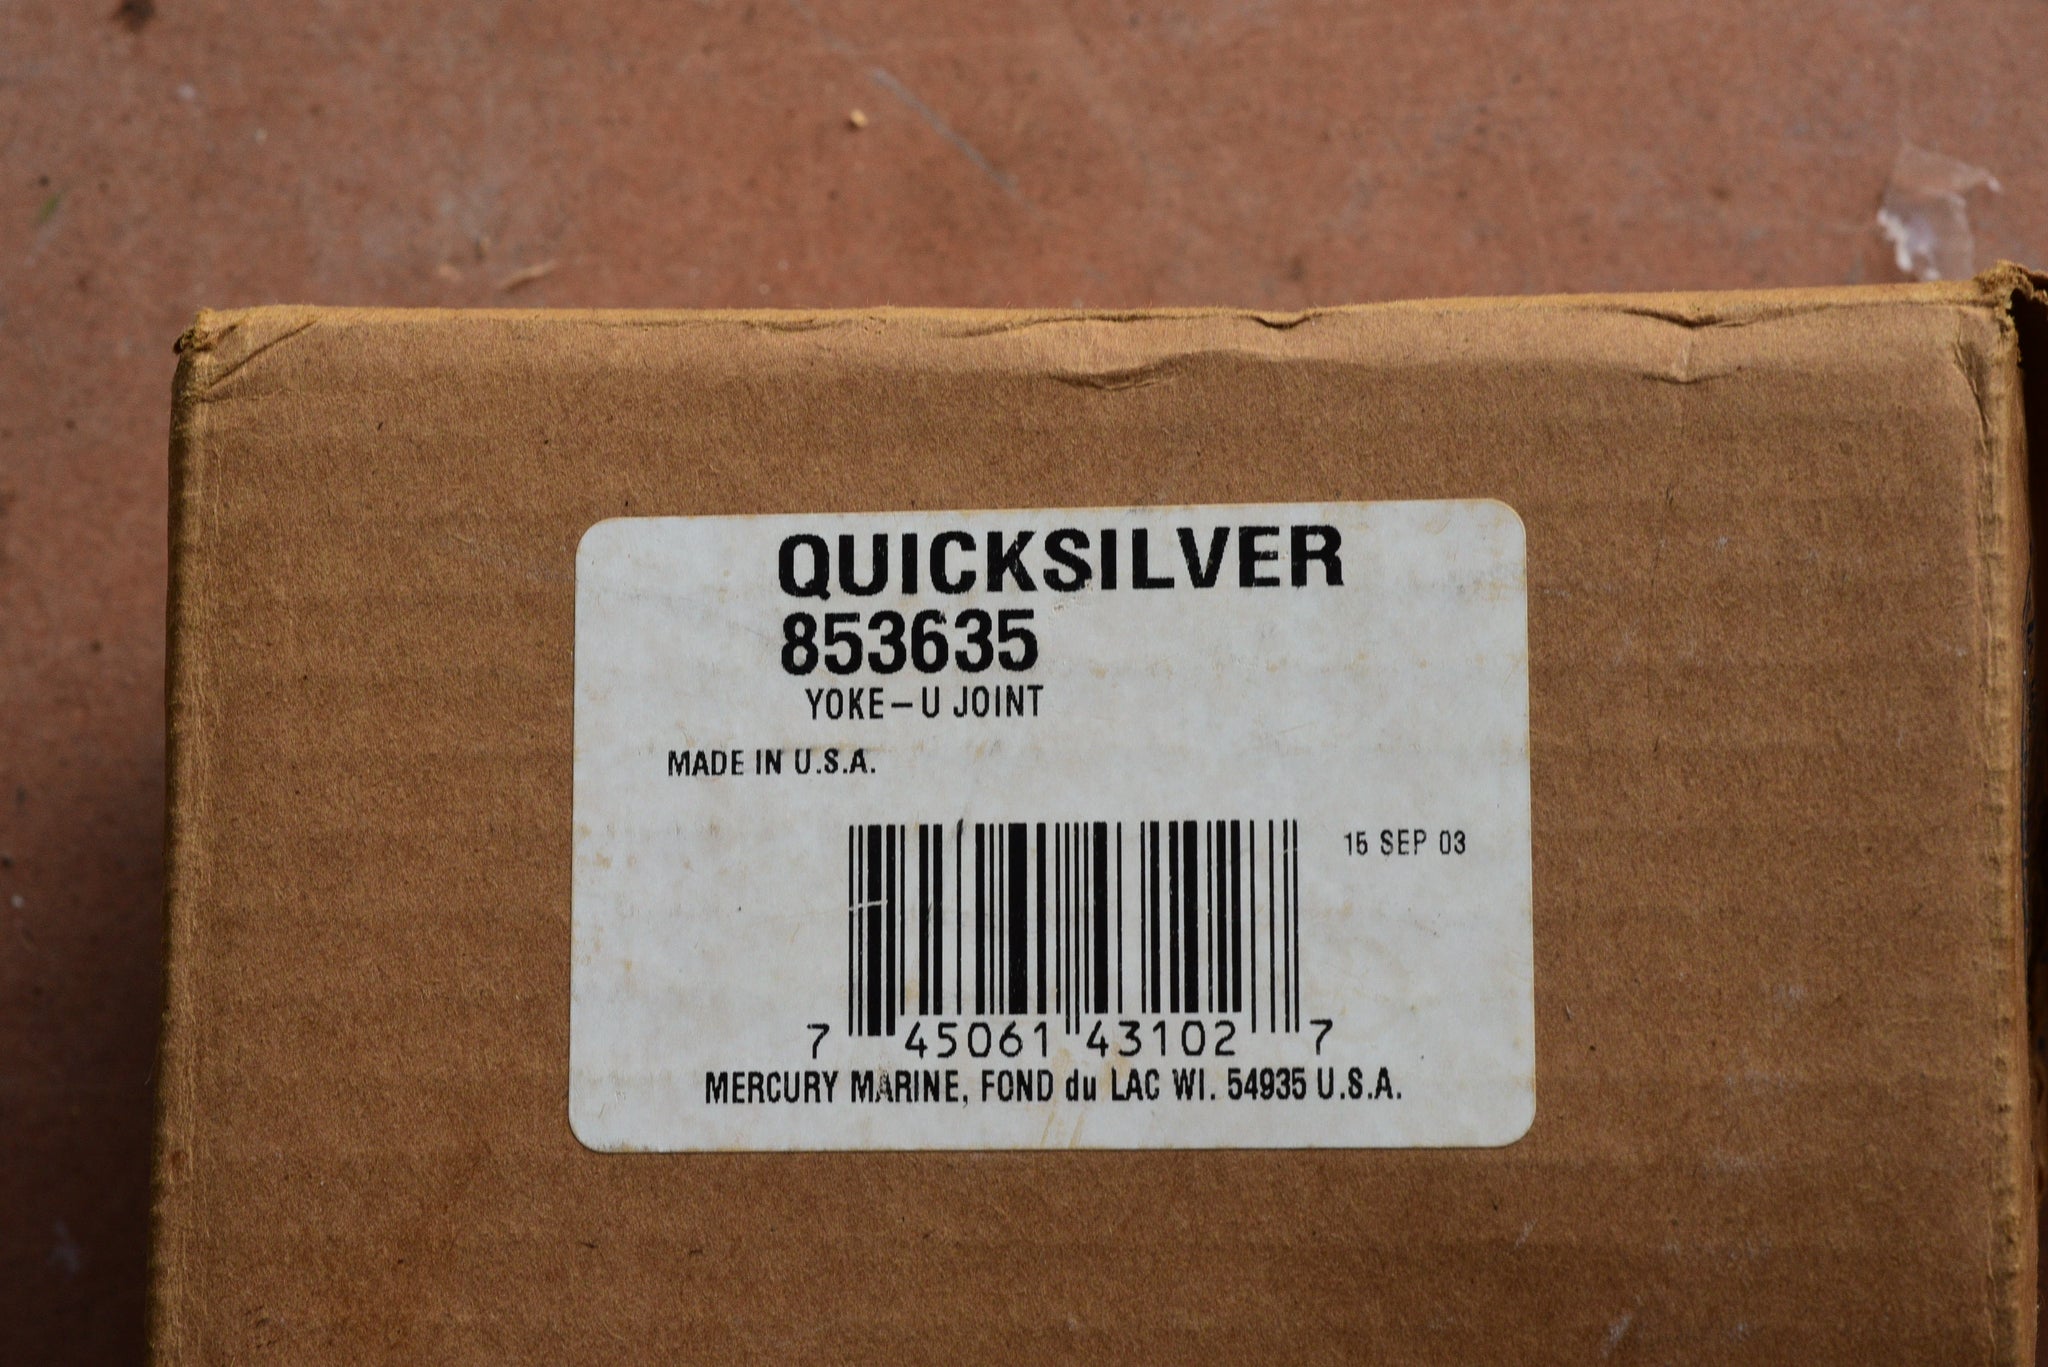 QUICKSILVER
853635
YOKE-U JOINT
MADE IN U.S.A.
15 SEP 03
7 45061 43102 7
MERCURY MARINE, FOND du LAC WI. 54935 U.S.A.